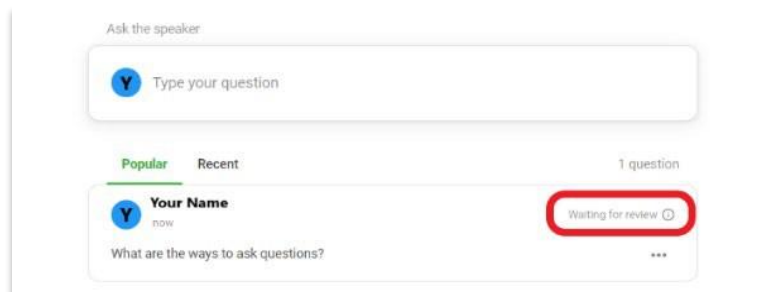 Ask the speaker
Y Type your question
Popular Recent 1 question
Y Your Name
now
Waiting for review
What are the ways to ask questions?